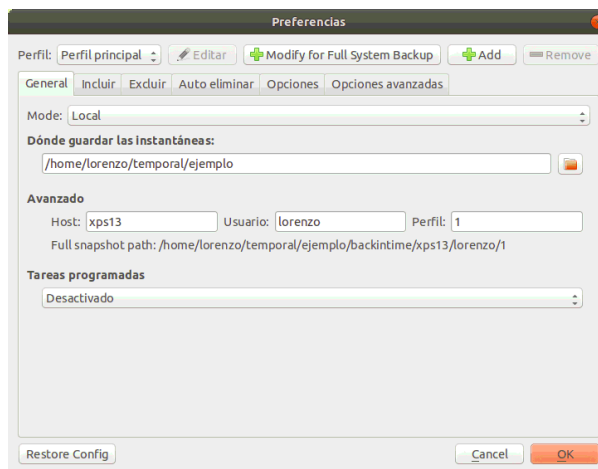 Preferencias
Perfil: Perfil principal Editar Modify for Full System Backup Add Remove
General Incluir Excluir Auto eliminar Opciones Opciones avanzadas
Mode: Local
Dónde guardar las instantáneas:
/home/lorenzo/temporal/ejemplo
Avanzado
Host: xps13 Usuario: lorenzo Perfil: 1
Full snapshot path: /home/lorenzo/temporal/ejemplo/backintime/xps13/lorenzo/1
Tareas programadas
Desactivado
Restore Config Cancel OK